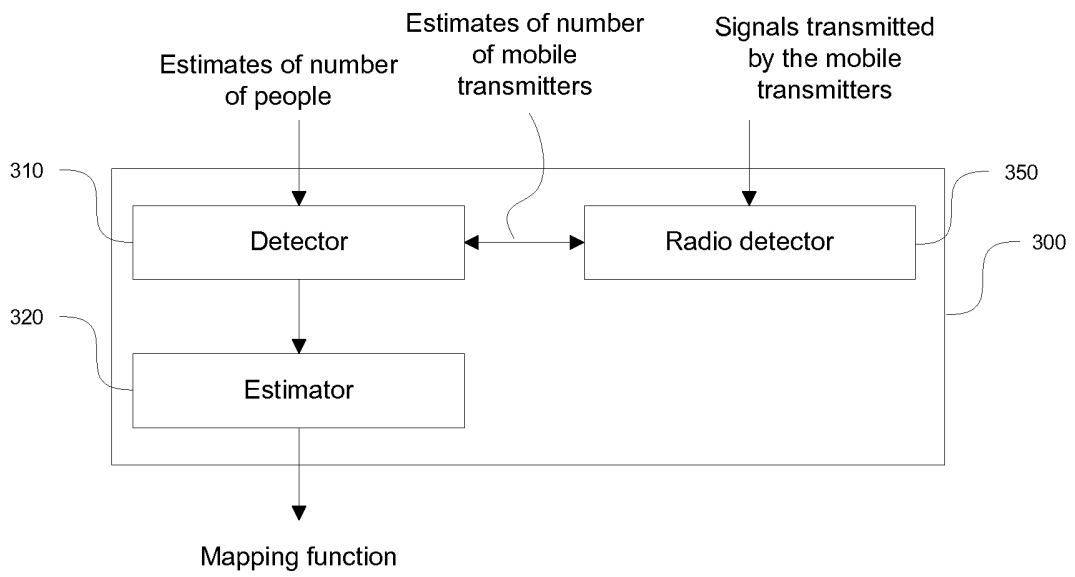 Estimates of number
of people
Estimates of number
of mobile
transmitters
Signals transmitted
by the mobile
transmitters
310
350
Detector
Radio detector
300
320
Estimator
Mapping function